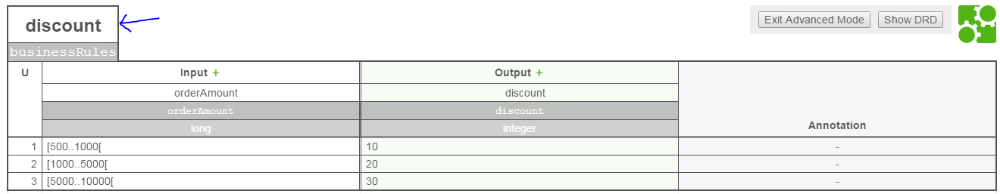 discount
Exit Advanced Mode Show DRD
businessRules
U Input + Output +
orderAmount discount
orderAmount discount
long integer Annotation
1 [500..1000[ 10 -
2 [1000..5000[ 20 -
3 [5000..10000[ 30 -